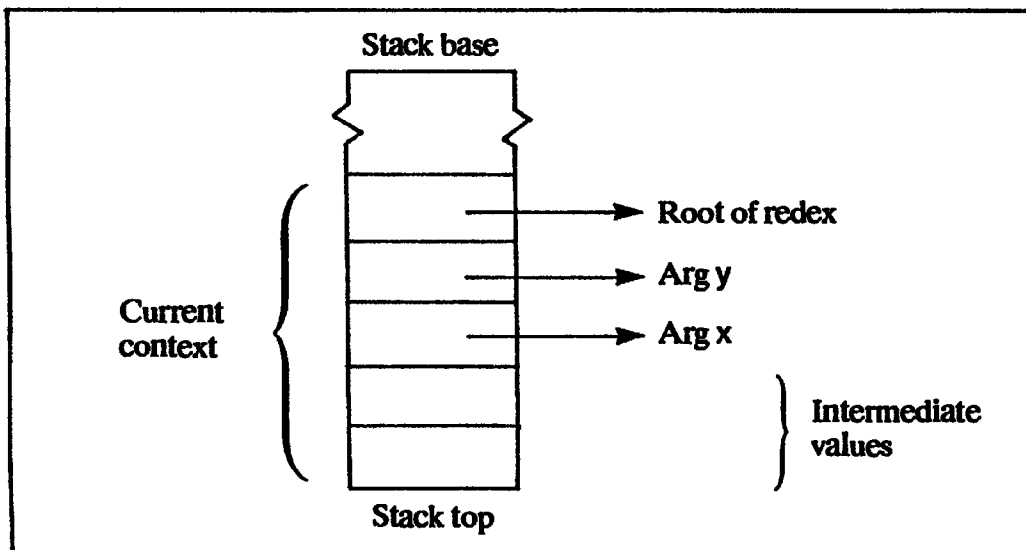 Stack base
Root of redex
Arg y
Arg x
Current
context
Intermediate
values
Stack top